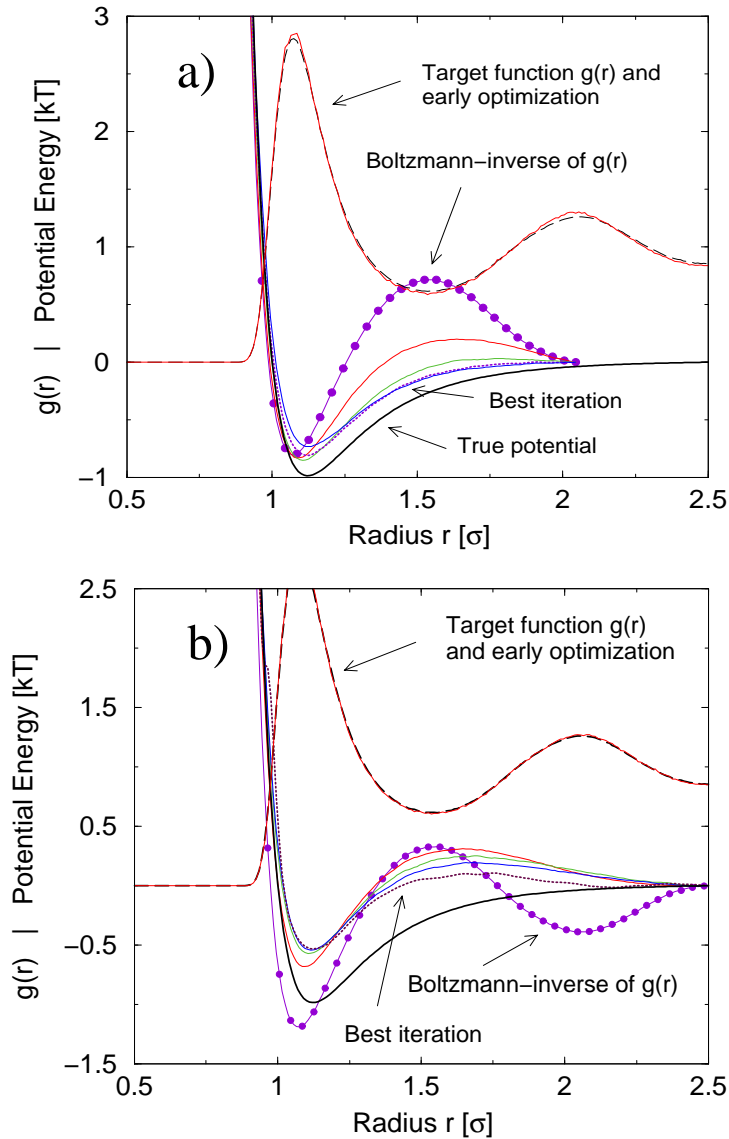 3
2
1
0
−1
0.5
1
1.5
2
2.5
g(r) | Potential Energy [kT]
Radius r [σ]
a)
Target function g(r) and
early optimization
Boltzmann−inverse of g(r)
Best iteration
True potential
2.5
1.5
0.5
−0.5
−1.5
0.5
1
1.5
2
2.5
g(r) | Potential Energy [kT]
Radius r [σ]
b)
Target function g(r)
and early optimization
Boltzmann−inverse of g(r)
Best iteration